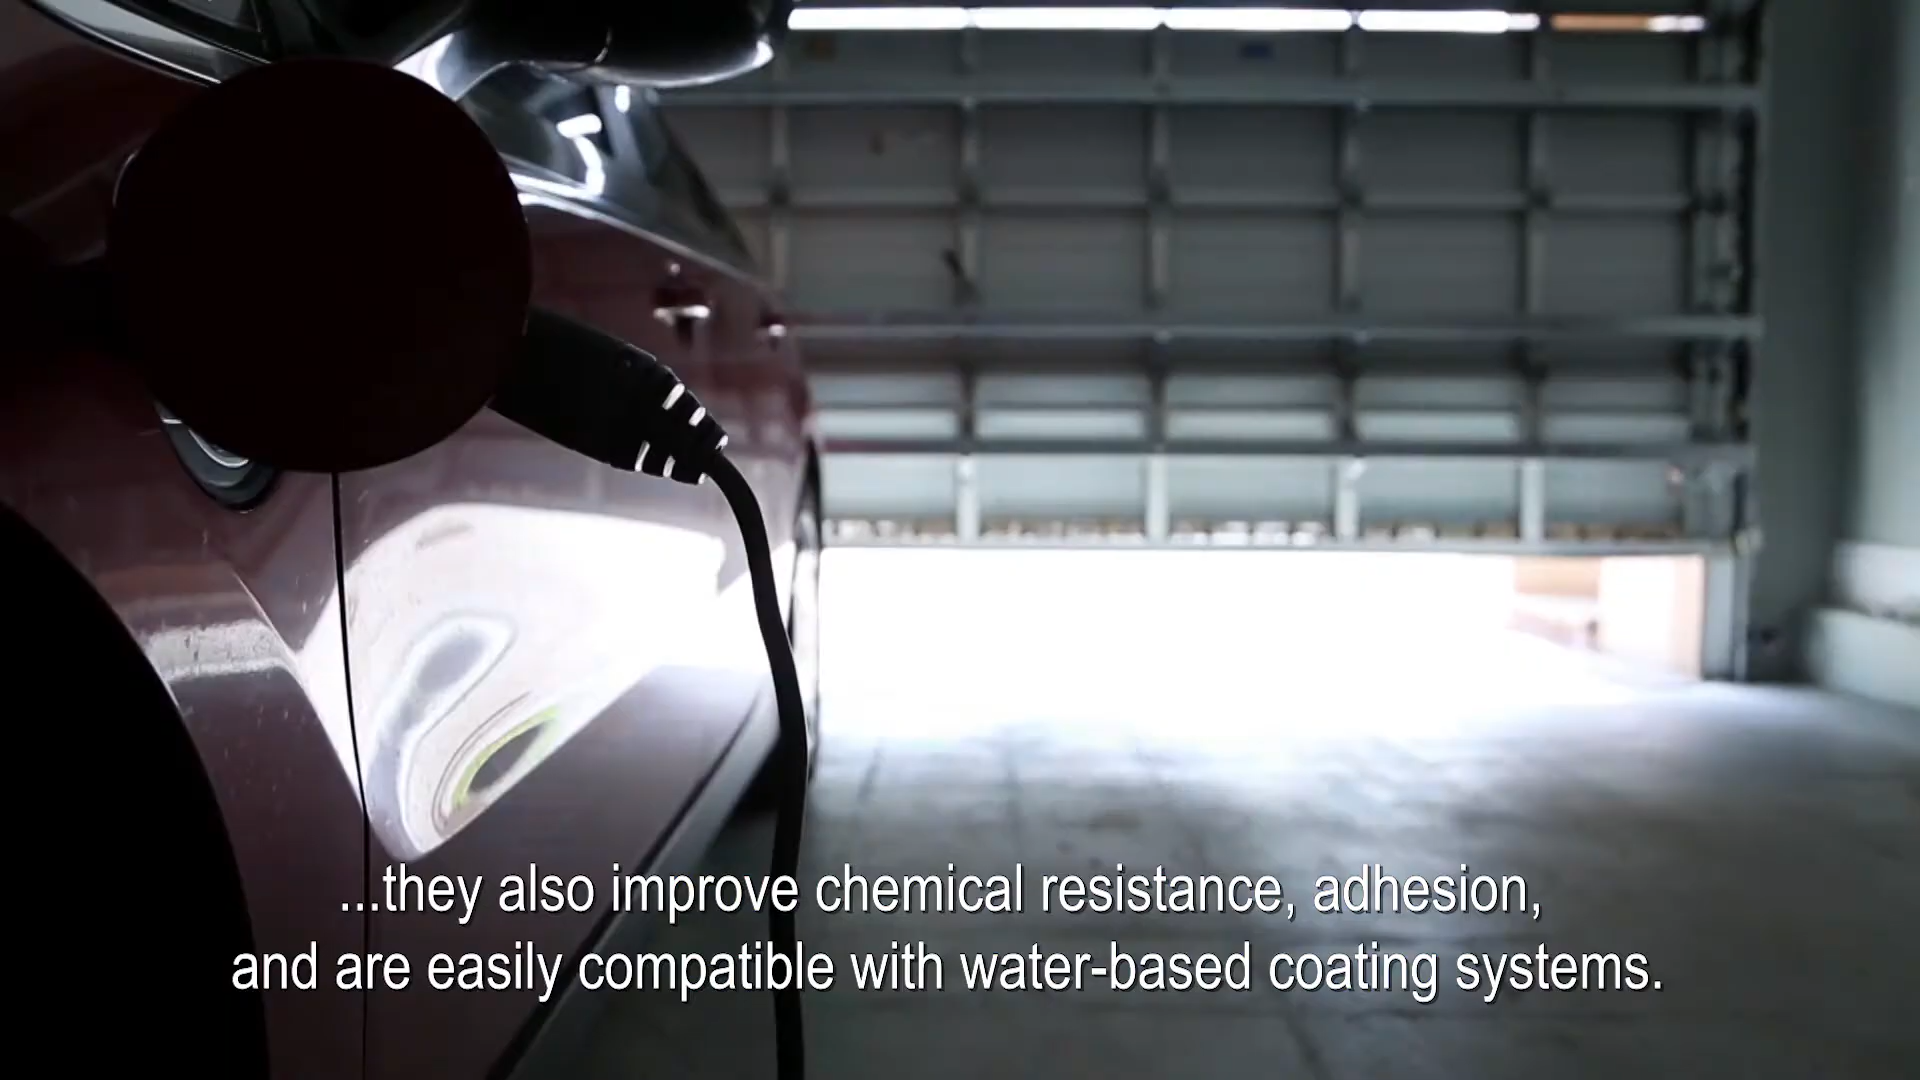 ...they also improve chemical resistance, adhesion,
and are easily compatible with water-based coating systems.